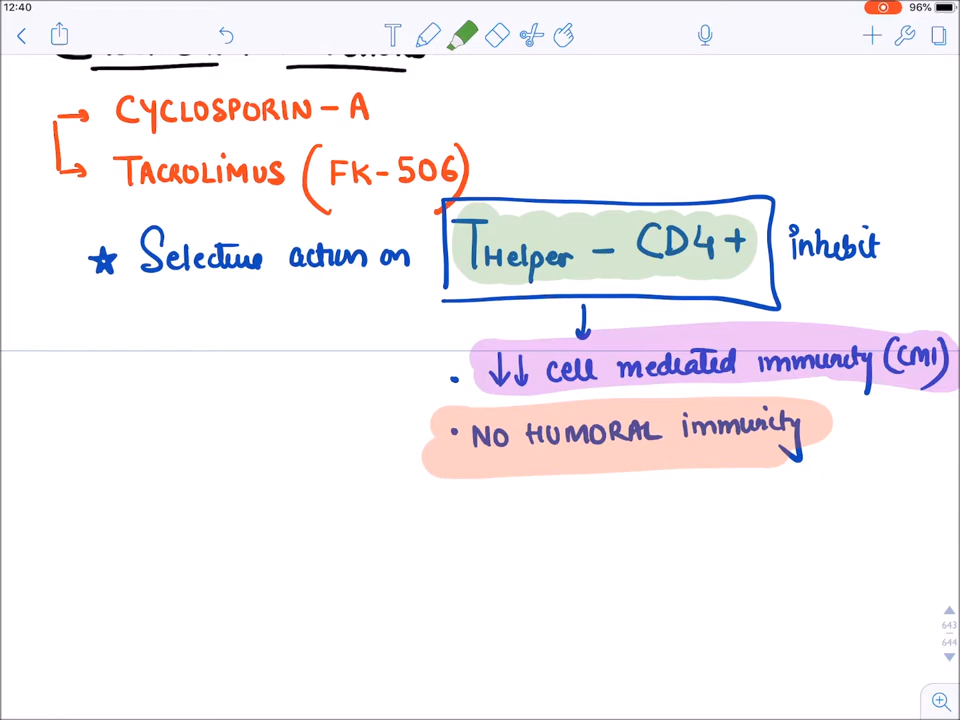 12:40
96%
CYCLOSPORIN - A
TACROLIMUS (FK-506)
★ Selective action on THelper - CD4+ inhibit
↓
• ↓↓ cell mediated immunity (CMI)
• NO HUMORAL immunity
643
644